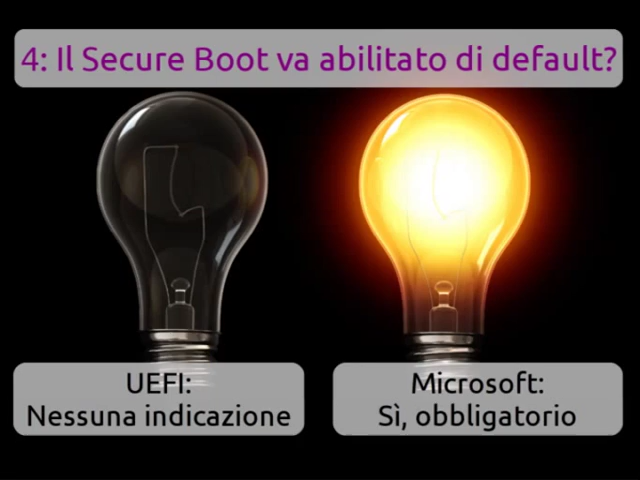 4: Il Secure Boot va abilitato di default?
UEFI:
Nessuna indicazione
Microsoft:
Sì, obbligatorio